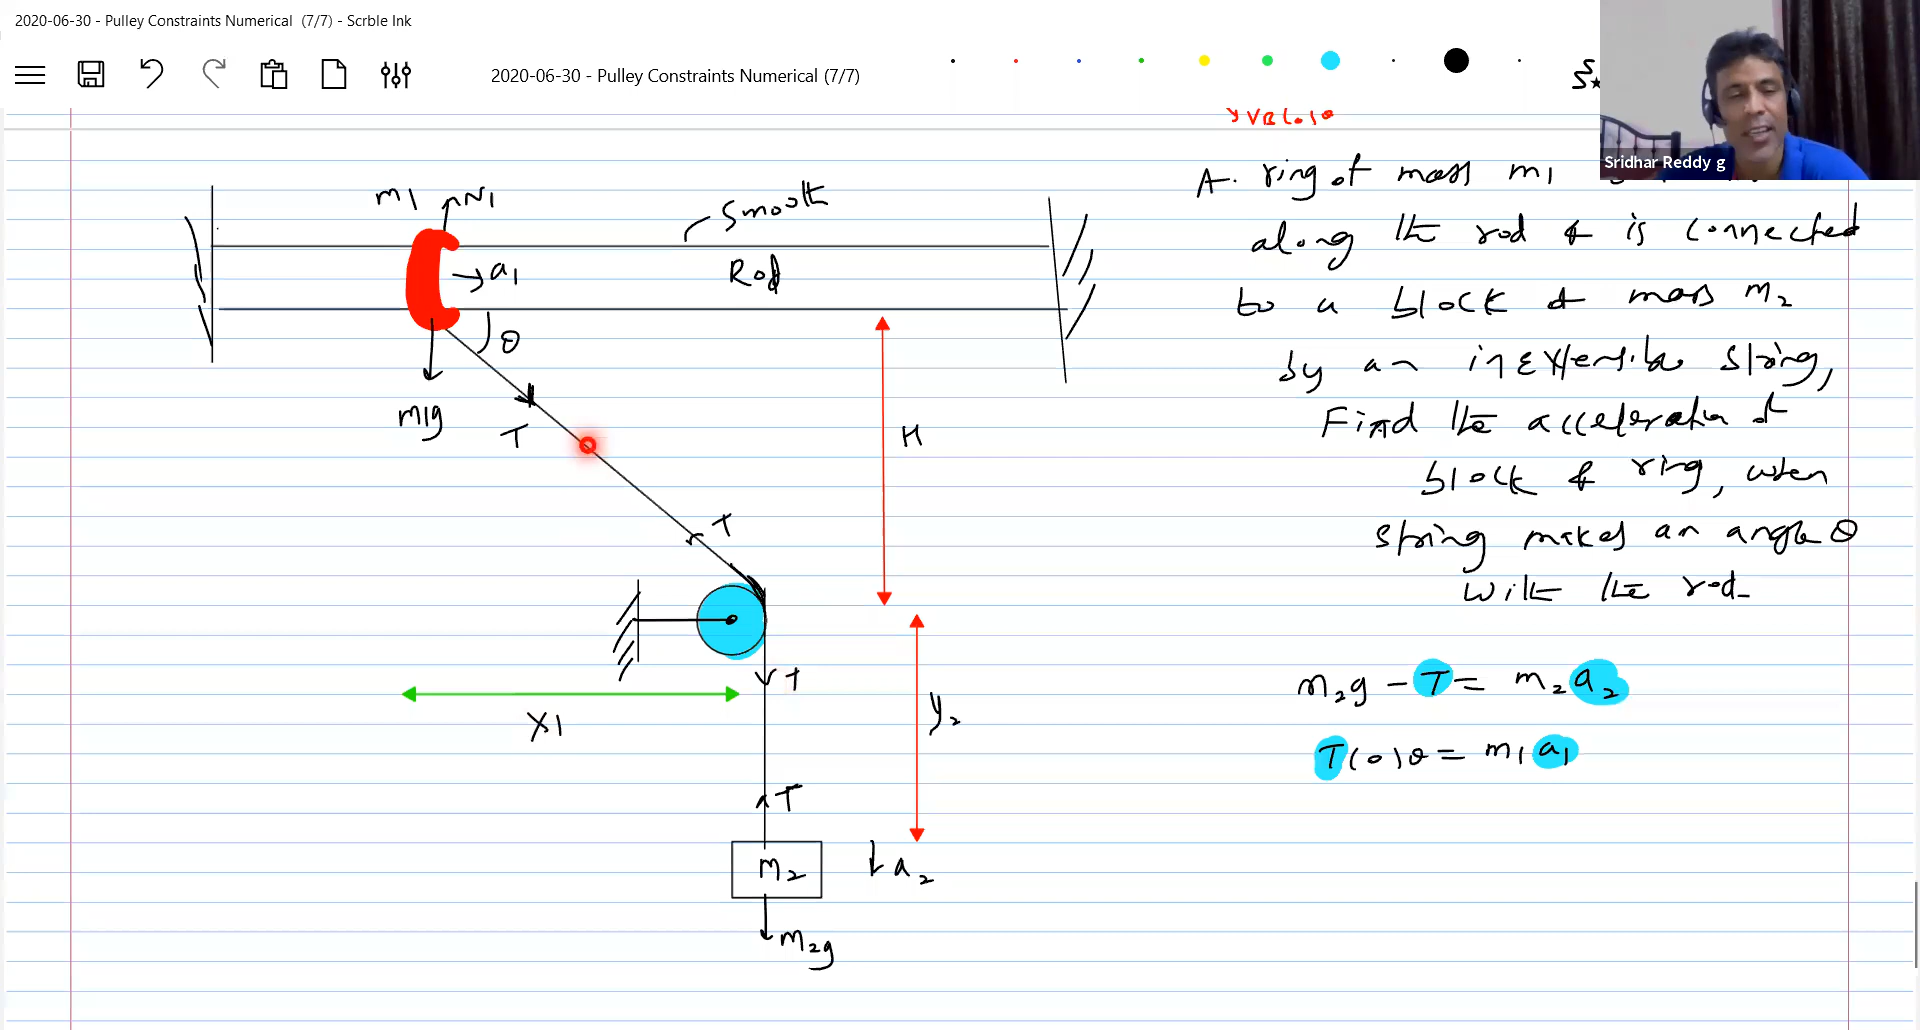 2020-06-30 - Pulley Constraints Numerical (7/7) - Scrble Ink
2020-06-30 - Pulley Constraints Numerical (7/7)
Sridhar Reddy g
A. ring of mass m1
along the rod & is connected
to a block of mass m2
by an inextensible string,
Find the acceleration of
block & ring, when
string makes an angle θ
with the rod_
m1
N1
Smooth
a1
Rod
θ
m1g
T
H
T
T
X1
y2
T
m2
a2
m2g
m2g - T = m2a2
Tcosθ = m1a1